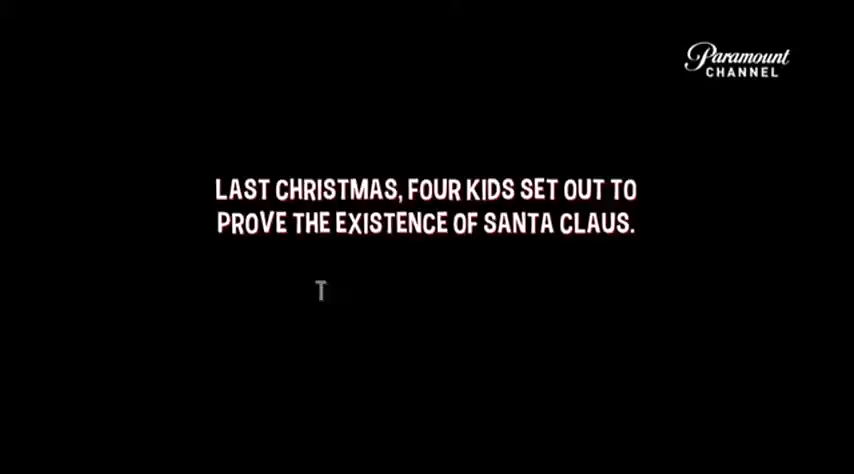 Paramount
CHANNEL
LAST CHRISTMAS, FOUR KIDS SET OUT TO
PROVE THE EXISTENCE OF SANTA CLAUS.
T